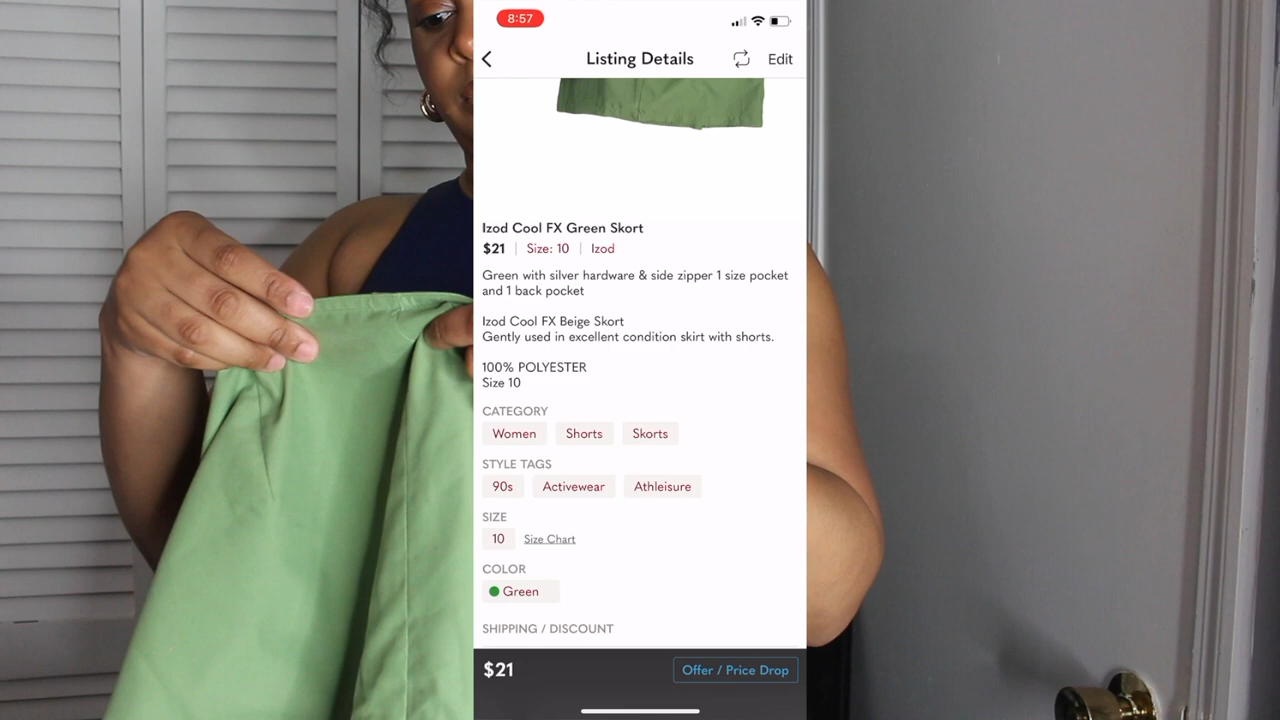 8:57
Listing Details
Edit
Izod Cool FX Green Skort
$21 | Size: 10 | Izod
Green with silver hardware & side zipper 1 size pocket
and 1 back pocket
Izod Cool FX Beige Skort
Gently used in excellent condition skirt with shorts.
100% POLYESTER
Size 10
CATEGORY
Women Shorts Skorts
STYLE TAGS
90s Activewear Athleisure
SIZE
10 Size Chart
COLOR
Green
SHIPPING / DISCOUNT
$21 Offer / Price Drop